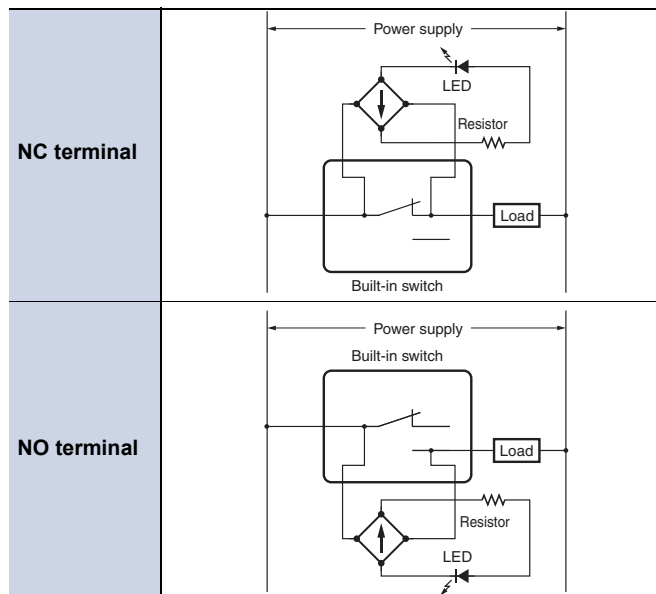 NC terminal
Power supply
LED
Resistor
Load
Built-in switch
NO terminal
Power supply
Built-in switch
Load
Resistor
LED